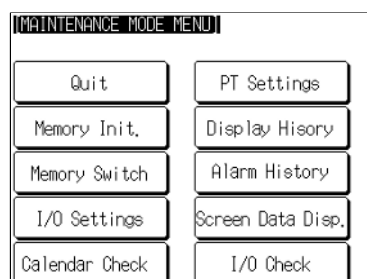 [MAINTENANCE MODE MENU]
Quit
PT Settings
Memory Init.
Display Hisory
Memory Switch
Alarm History
I/O Settings
Screen Data Disp.
Calendar Check
I/O Check